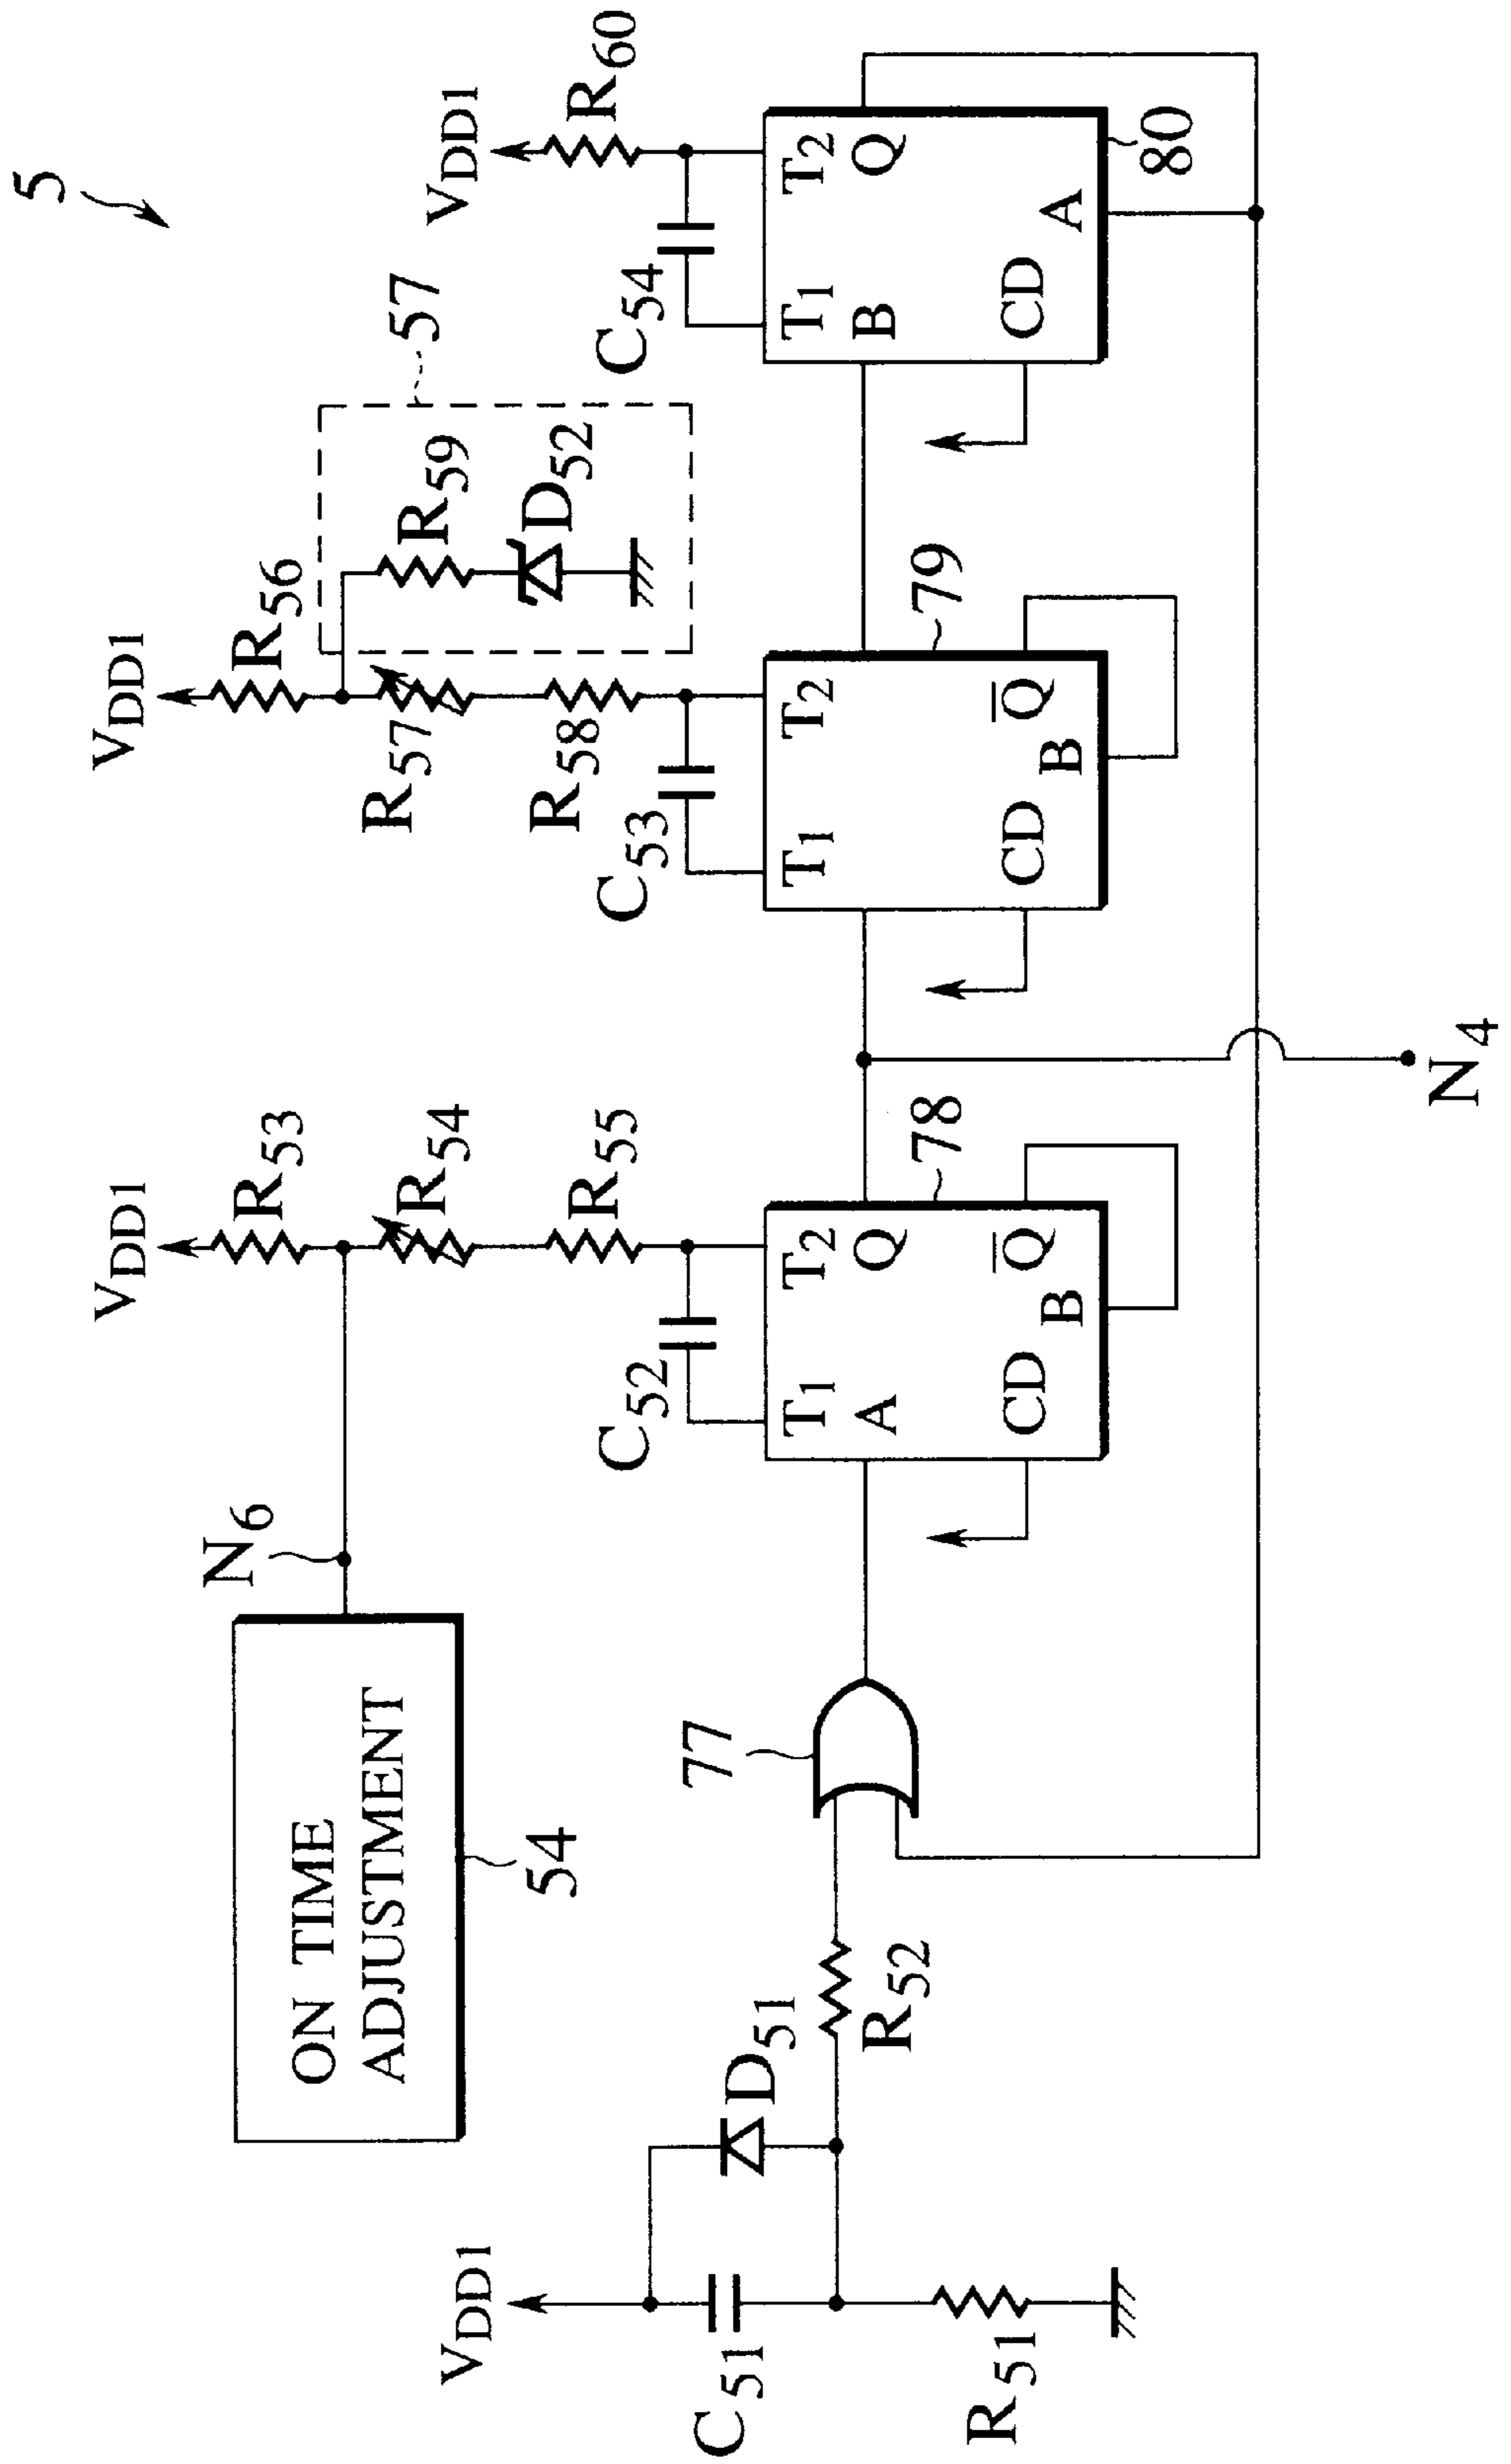 5
VDD1
VDD1
VDD1
VDD1
N6
R53
R56
R60
ON TIME
ADJUSTMENT
54
R54
R57
R59
57
R55
R58
D52
C51
D51
C52
C53
C54
77
R52
R51
T1
T2
A
Q
CD
Q̅
B
78
T1
T2
CD
Q̅
B
79
T1
T2
B
Q
CD
A
80
N4